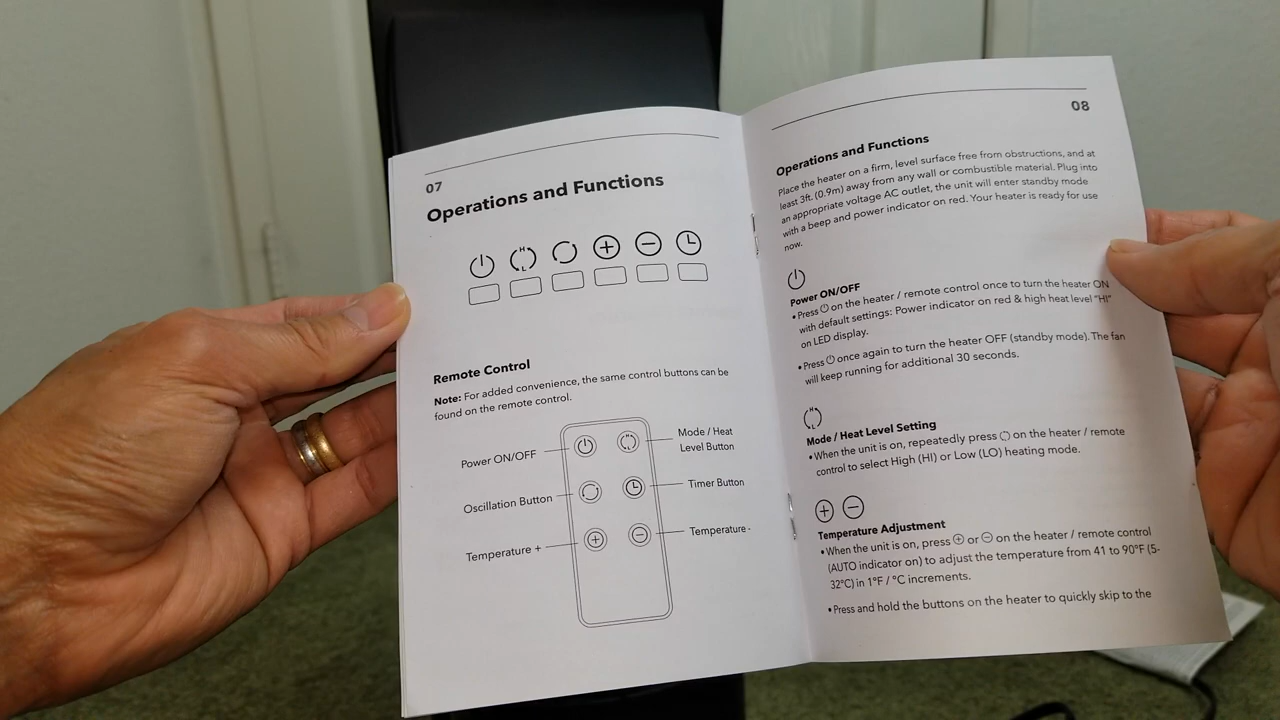 07
Operations and Functions
H
L
Remote Control
Note: For added convenience, the same control buttons can be
found on the remote control.
Power ON/OFF
Mode / Heat
Level Button
Oscillation Button
Timer Button
Temperature +
Temperature -
08
Operations and Functions
Place the heater on a firm, level surface free from obstructions, and at
least 3ft. (0.9m) away from any wall or combustible material. Plug into
an appropriate voltage AC outlet, the unit will enter standby mode
with a beep and power indicator on red. Your heater is ready for use
now.
Power ON/OFF
• Press on the heater / remote control once to turn the heater ON
with default settings: Power indicator on red & high heat level "HI"
on LED display.
• Press once again to turn the heater OFF (standby mode). The fan
will keep running for additional 30 seconds.
Mode / Heat Level Setting
• When the unit is on, repeatedly press on the heater / remote
control to select High (HI) or Low (LO) heating mode.
Temperature Adjustment
• When the unit is on, press + or - on the heater / remote control
(AUTO indicator on) to adjust the temperature from 41 to 90°F (5-
32°C) in 1°F / °C increments.
• Press and hold the buttons on the heater to quickly skip to the